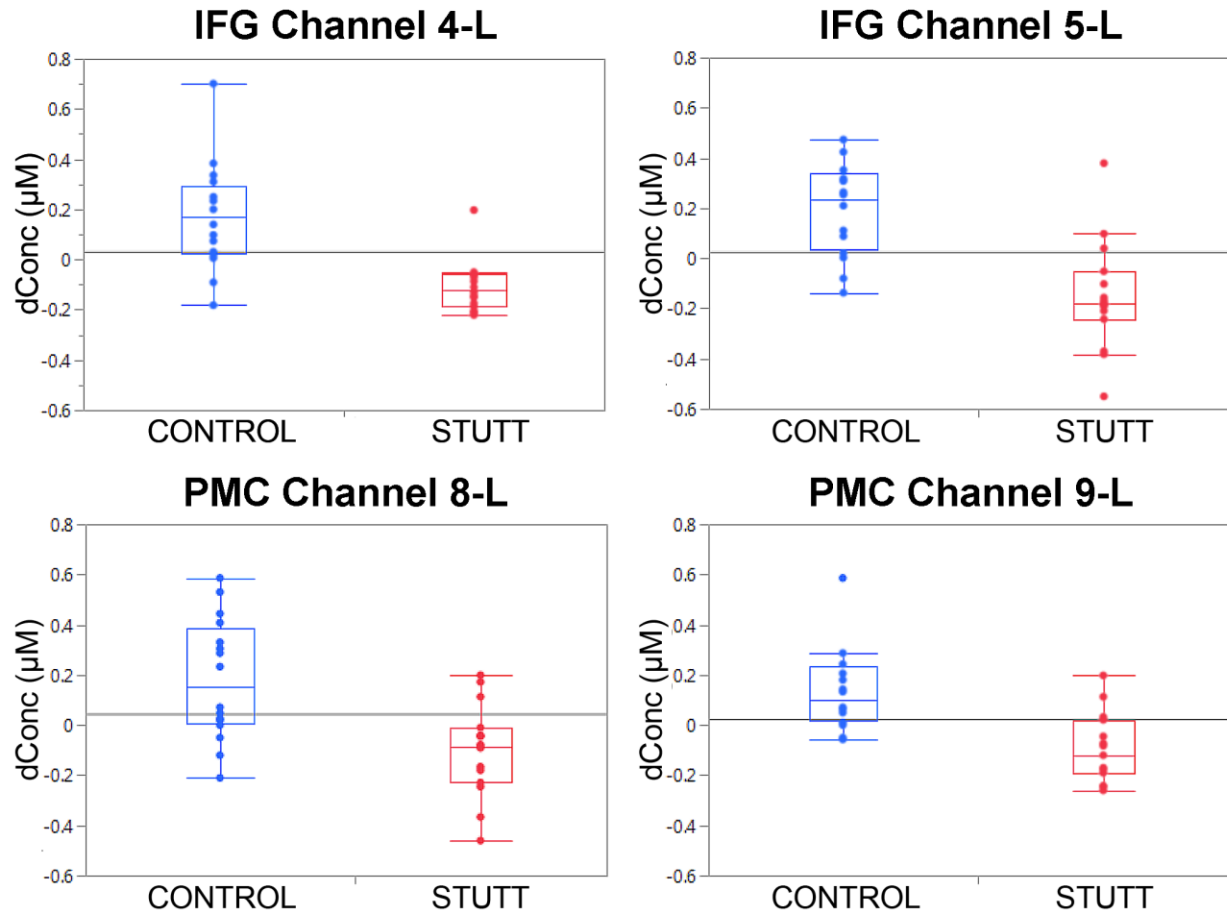 IFG Channel 4-L
dConc (µM)
0.8
0.6
0.4
0.2
0
-0.2
-0.4
-0.6
CONTROL STUTT
IFG Channel 5-L
dConc (µM)
0.8
0.6
0.4
0.2
0
-0.2
-0.4
-0.6
CONTROL STUTT
PMC Channel 8-L
dConc (µM)
0.8
0.6
0.4
0.2
0
-0.2
-0.4
-0.6
CONTROL STUTT
PMC Channel 9-L
dConc (µM)
0.8
0.6
0.4
0.2
0
-0.2
-0.4
-0.6
CONTROL STUTT